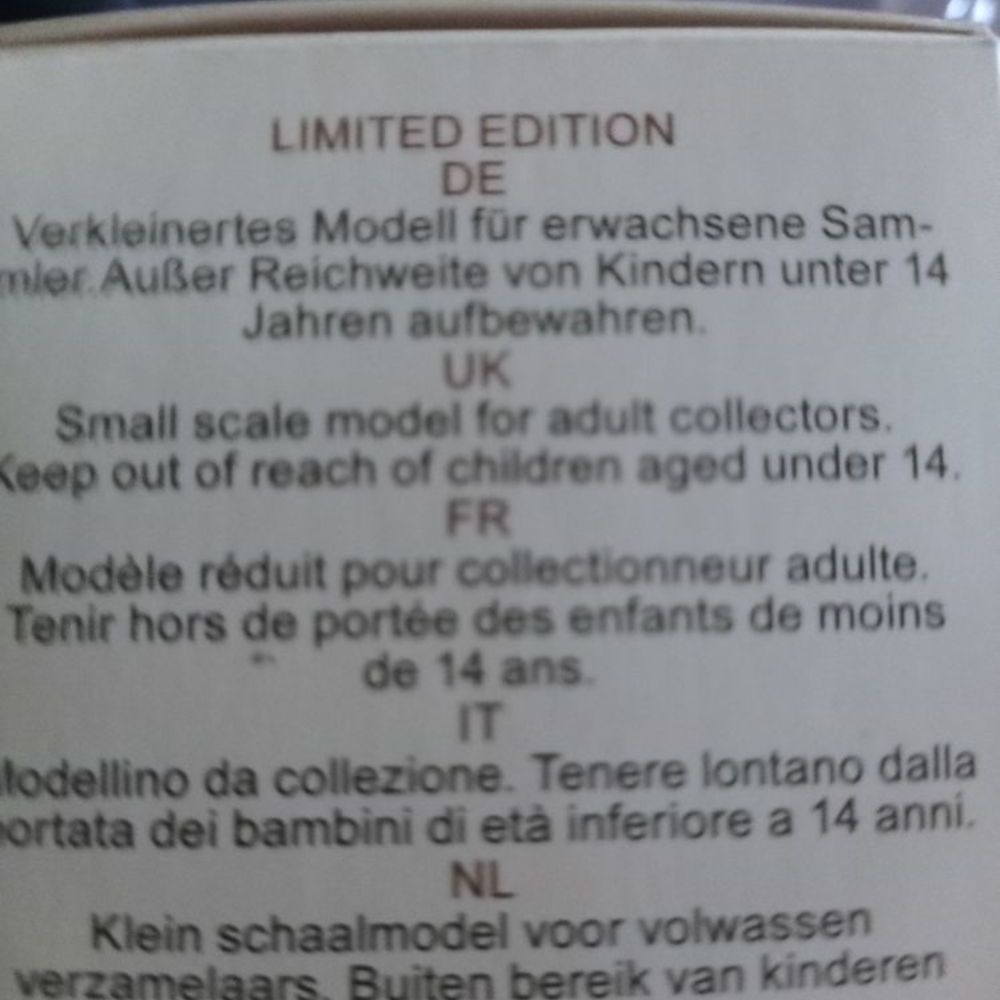 LIMITED EDITION
DE
Verkleinertes Modell für erwachsene Sam-
mler. Außer Reichweite von Kindern unter 14
Jahren aufbewahren.
UK
Small scale model for adult collectors.
Keep out of reach of children aged under 14.
FR
Modèle réduit pour collectionneur adulte.
Tenir hors de portée des enfants de moins
de 14 ans.
IT
Modellino da collezione. Tenere lontano dalla
portata dei bambini di età inferiore a 14 anni.
NL
Klein schaalmodel voor volwassen
verzamelaars. Buiten bereik van kinderen